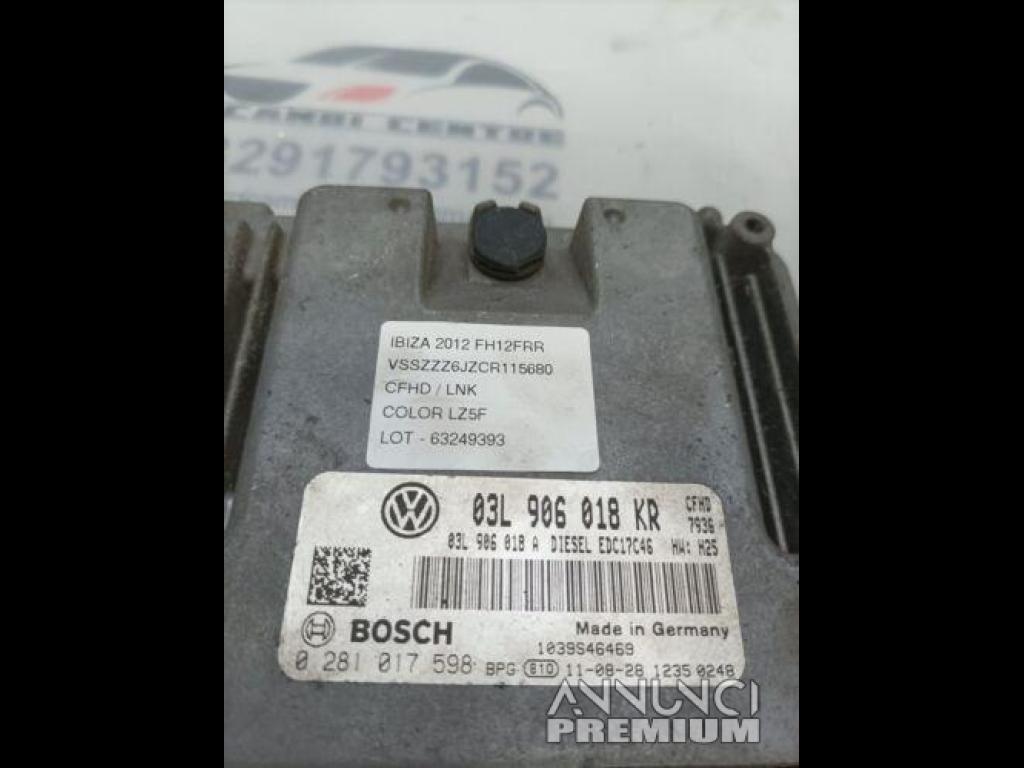 CAMBI CENTRE
291793152
IBIZA 2012 FH12FRR
VSSZZZ6JZCR115680
CFHD / LNK
COLOR LZ5F
LOT - 63249393
03L 906 018 KR
CFHD
7936
03L 906 018 A DIESEL EDC17C46 HW: H25
BOSCH
Made in Germany
1039S46469
0 281 017 598 BPG 810 11-08-28 1235 0248
ANNUNCI
PREMIUM